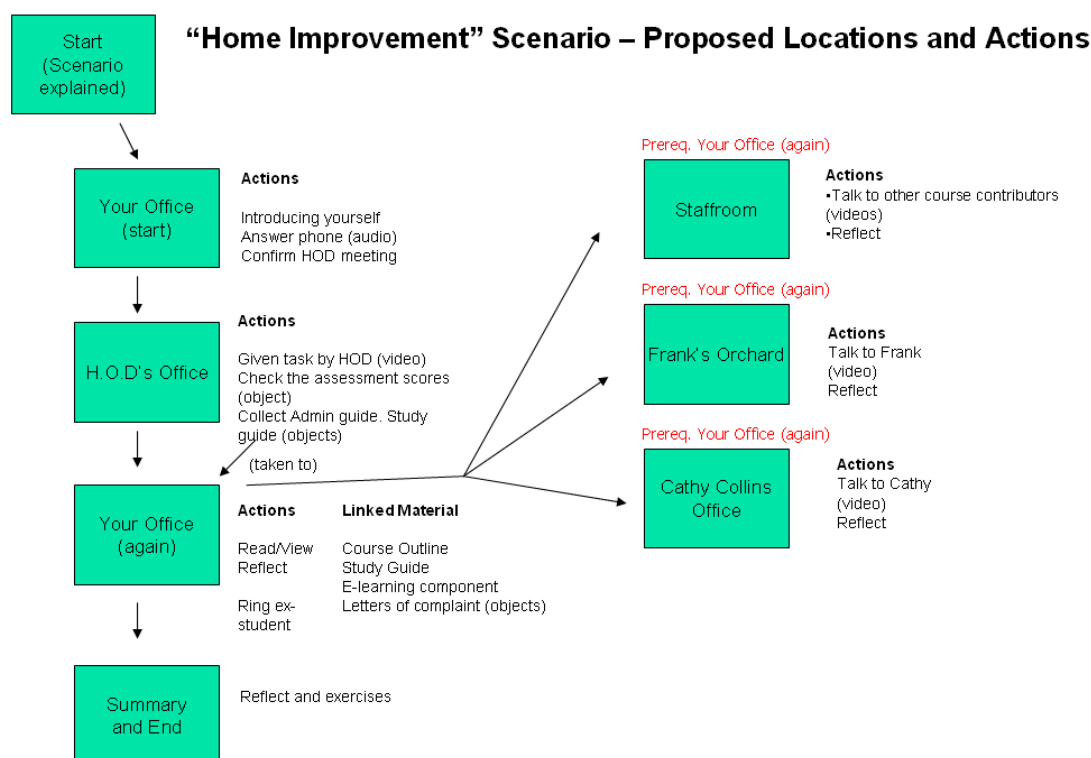 “Home Improvement” Scenario – Proposed Locations and Actions
Start
(Scenario
explained)
Your Office
(start)
Actions
Introducing yourself
Answer phone (audio)
Confirm HOD meeting
H.O.D's Office
Actions
Given task by HOD (video)
Check the assessment scores
(object)
Collect Admin guide. Study
guide (objects)
(taken to)
Your Office
(again)
Actions
Read/View
Reflect
Ring ex-
student
Linked Material
Course Outline
Study Guide
E-learning component
Letters of complaint (objects)
Summary
and End
Reflect and exercises
Prereq. Your Office (again)
Staffroom
Actions
•Talk to other course contributors
(videos)
•Reflect
Prereq. Your Office (again)
Frank's Orchard
Actions
Talk to Frank
(video)
Reflect
Prereq. Your Office (again)
Cathy Collins
Office
Actions
Talk to Cathy
(video)
Reflect